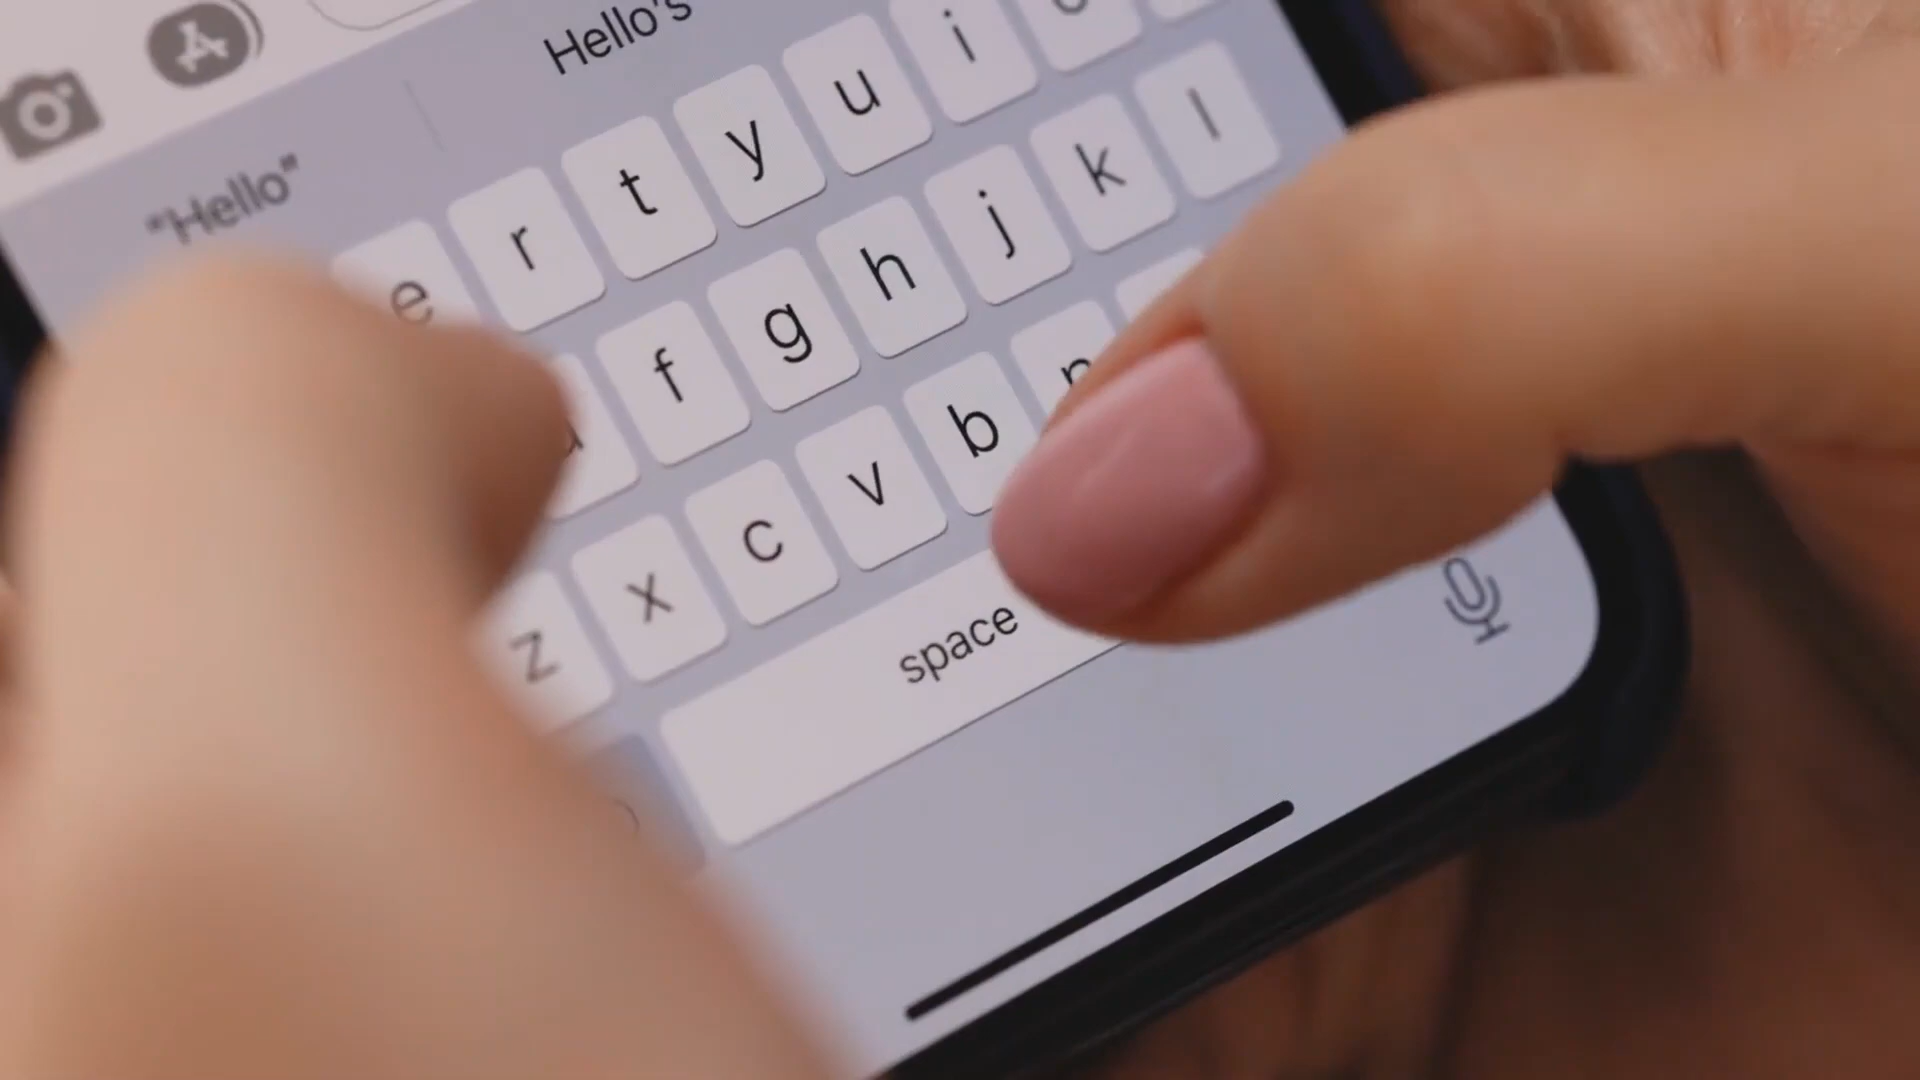 "Hello" Hello's
e r t y u i
f g h j k l
z x c v b n
space